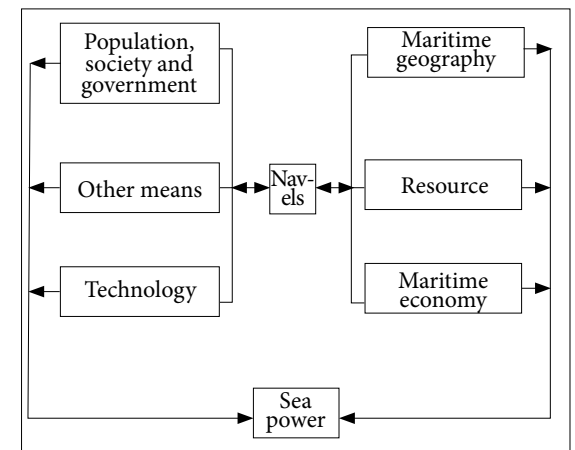 Population,
society and
government
Other means
Technology
Nav-
els
Maritime
geography
Resource
Maritime
economy
Sea
power